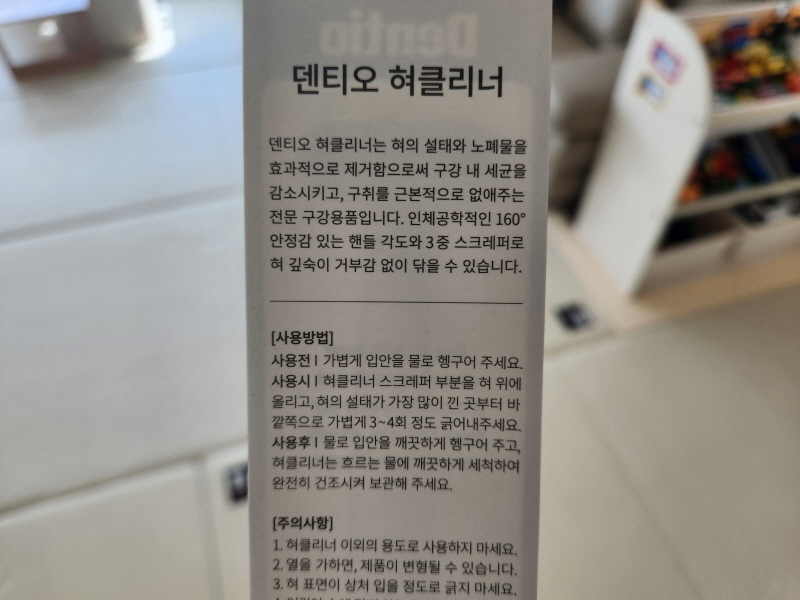 Dentio
덴티오 혀클리너
덴티오 혀클리너는 혀의 설태와 노폐물을
효과적으로 제거함으로써 구강 내 세균을
감소시키고, 구취를 근본적으로 없애주는
전문 구강용품입니다. 인체공학적인 160°
안정감 있는 핸들 각도와 3중 스크레퍼로
혀 깊숙이 거부감 없이 닦을 수 있습니다.
[사용방법]
사용전 | 가볍게 입안을 물로 헹구어 주세요.
사용시 | 혀클리너 스크레퍼 부분을 혀 위에
올리고, 혀의 설태가 가장 많이 낀 곳부터 바
깥쪽으로 가볍게 3~4회 정도 긁어내주세요.
사용후 | 물로 입안을 깨끗하게 헹구어 주고,
혀클리너는 흐르는 물에 깨끗하게 세척하여
완전히 건조시켜 보관해 주세요.
[주의사항]
1. 혀클리너 이외의 용도로 사용하지 마세요.
2. 열을 가하면, 제품이 변형될 수 있습니다.
3. 혀 표면이 상처 입을 정도로 긁지 마세요.